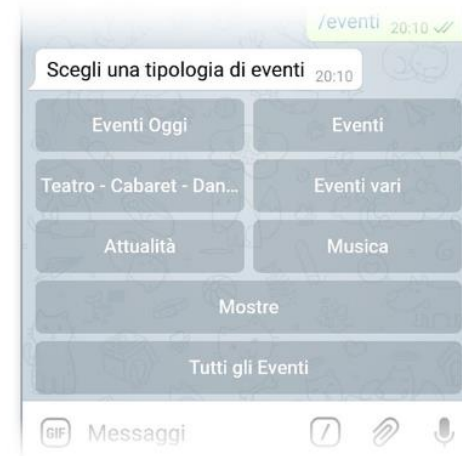 /eventi 20:10
Scegli una tipologia di eventi 20:10
Eventi Oggi Eventi
Teatro - Cabaret - Dan... Eventi vari
Attualità Musica
Mostre
Tutti gli Eventi
GIF Messaggi /